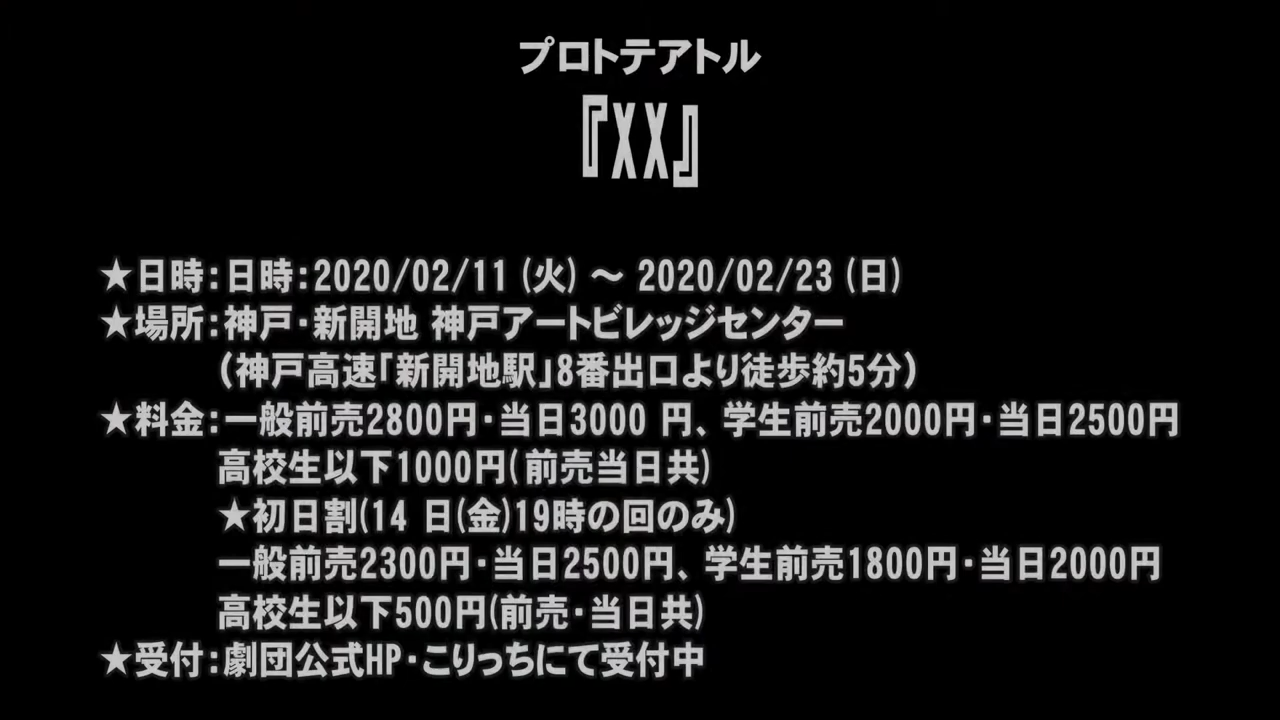 プロトテアトル
『XX』
★日時：日時：2020/02/11 (火) ～ 2020/02/23 (日)
★場所：神戸・新開地 神戸アートビレッジセンター
（神戸高速「新開地駅」8番出口より徒歩約5分）
★料金：一般前売2800円・当日3000 円、学生前売2000円・当日2500円
高校生以下1000円(前売当日共)
★初日割(14 日(金)19時の回のみ)
一般前売2300円・当日2500円、学生前売1800円・当日2000円
高校生以下500円(前売・当日共)
★受付：劇団公式HP・こりっちにて受付中